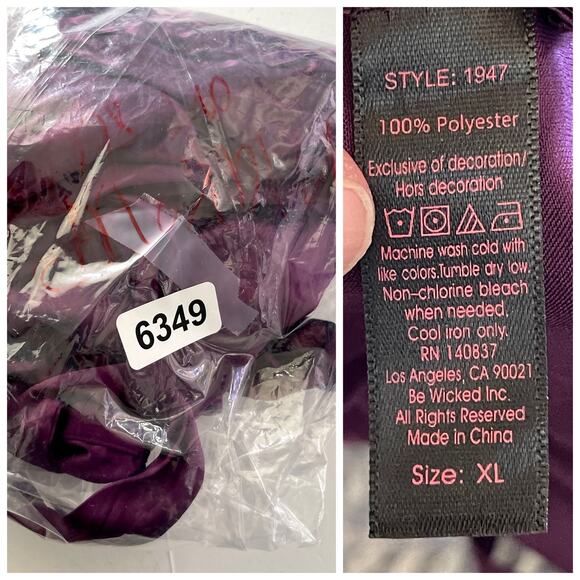 6349
STYLE: 1947
100% Polyester
Exclusive of decoration/
Hors decoration
Machine wash cold with
like colors.Tumble dry low.
Non-chlorine bleach
when needed.
Cool iron only.
RN 140837
Los Angeles, CA 90021
Be Wicked Inc.
All Rights Reserved
Made in China
Size: XL